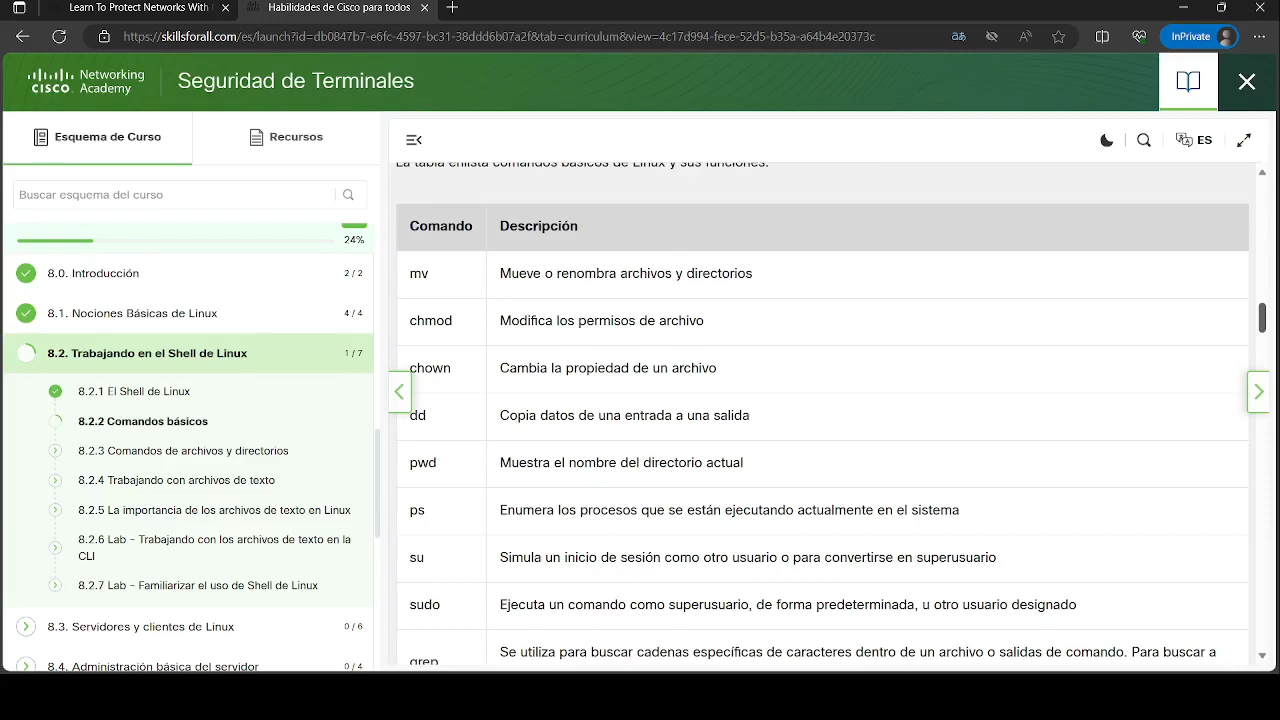 Learn To Protect Networks With
Habilidades de Cisco para todos
https://skillsforall.com/es/launch?id=db0847b7-e6fc-4597-bc31-38ddd6b07a2f&tab=curriculum&view=4c17d994-fece-52d5-b35a-a64b4e20373c
InPrivate
CISCO Networking Academy
Seguridad de Terminales
Esquema de Curso
Recursos
Buscar esquema del curso
24%
8.0. Introducción 2 / 2
8.1. Nociones Básicas de Linux 4 / 4
8.2. Trabajando en el Shell de Linux 1 / 7
8.2.1 El Shell de Linux
8.2.2 Comandos básicos
8.2.3 Comandos de archivos y directorios
8.2.4 Trabajando con archivos de texto
8.2.5 La importancia de los archivos de texto en Linux
8.2.6 Lab - Trabajando con los archivos de texto en la
CLI
8.2.7 Lab - Familiarizar el uso de Shell de Linux
8.3. Servidores y clientes de Linux 0 / 6
8.4. Administración básica del servidor 0 / 4
ES
La tabla enlista comandos básicos de Linux y sus funciones.
Comando Descripción
mv Mueve o renombra archivos y directorios
chmod Modifica los permisos de archivo
chown Cambia la propiedad de un archivo
dd Copia datos de una entrada a una salida
pwd Muestra el nombre del directorio actual
ps Enumera los procesos que se están ejecutando actualmente en el sistema
su Simula un inicio de sesión como otro usuario o para convertirse en superusuario
sudo Ejecuta un comando como superusuario, de forma predeterminada, u otro usuario designado
Se utiliza para buscar cadenas específicas de caracteres dentro de un archivo o salidas de comando. Para buscar a
grep